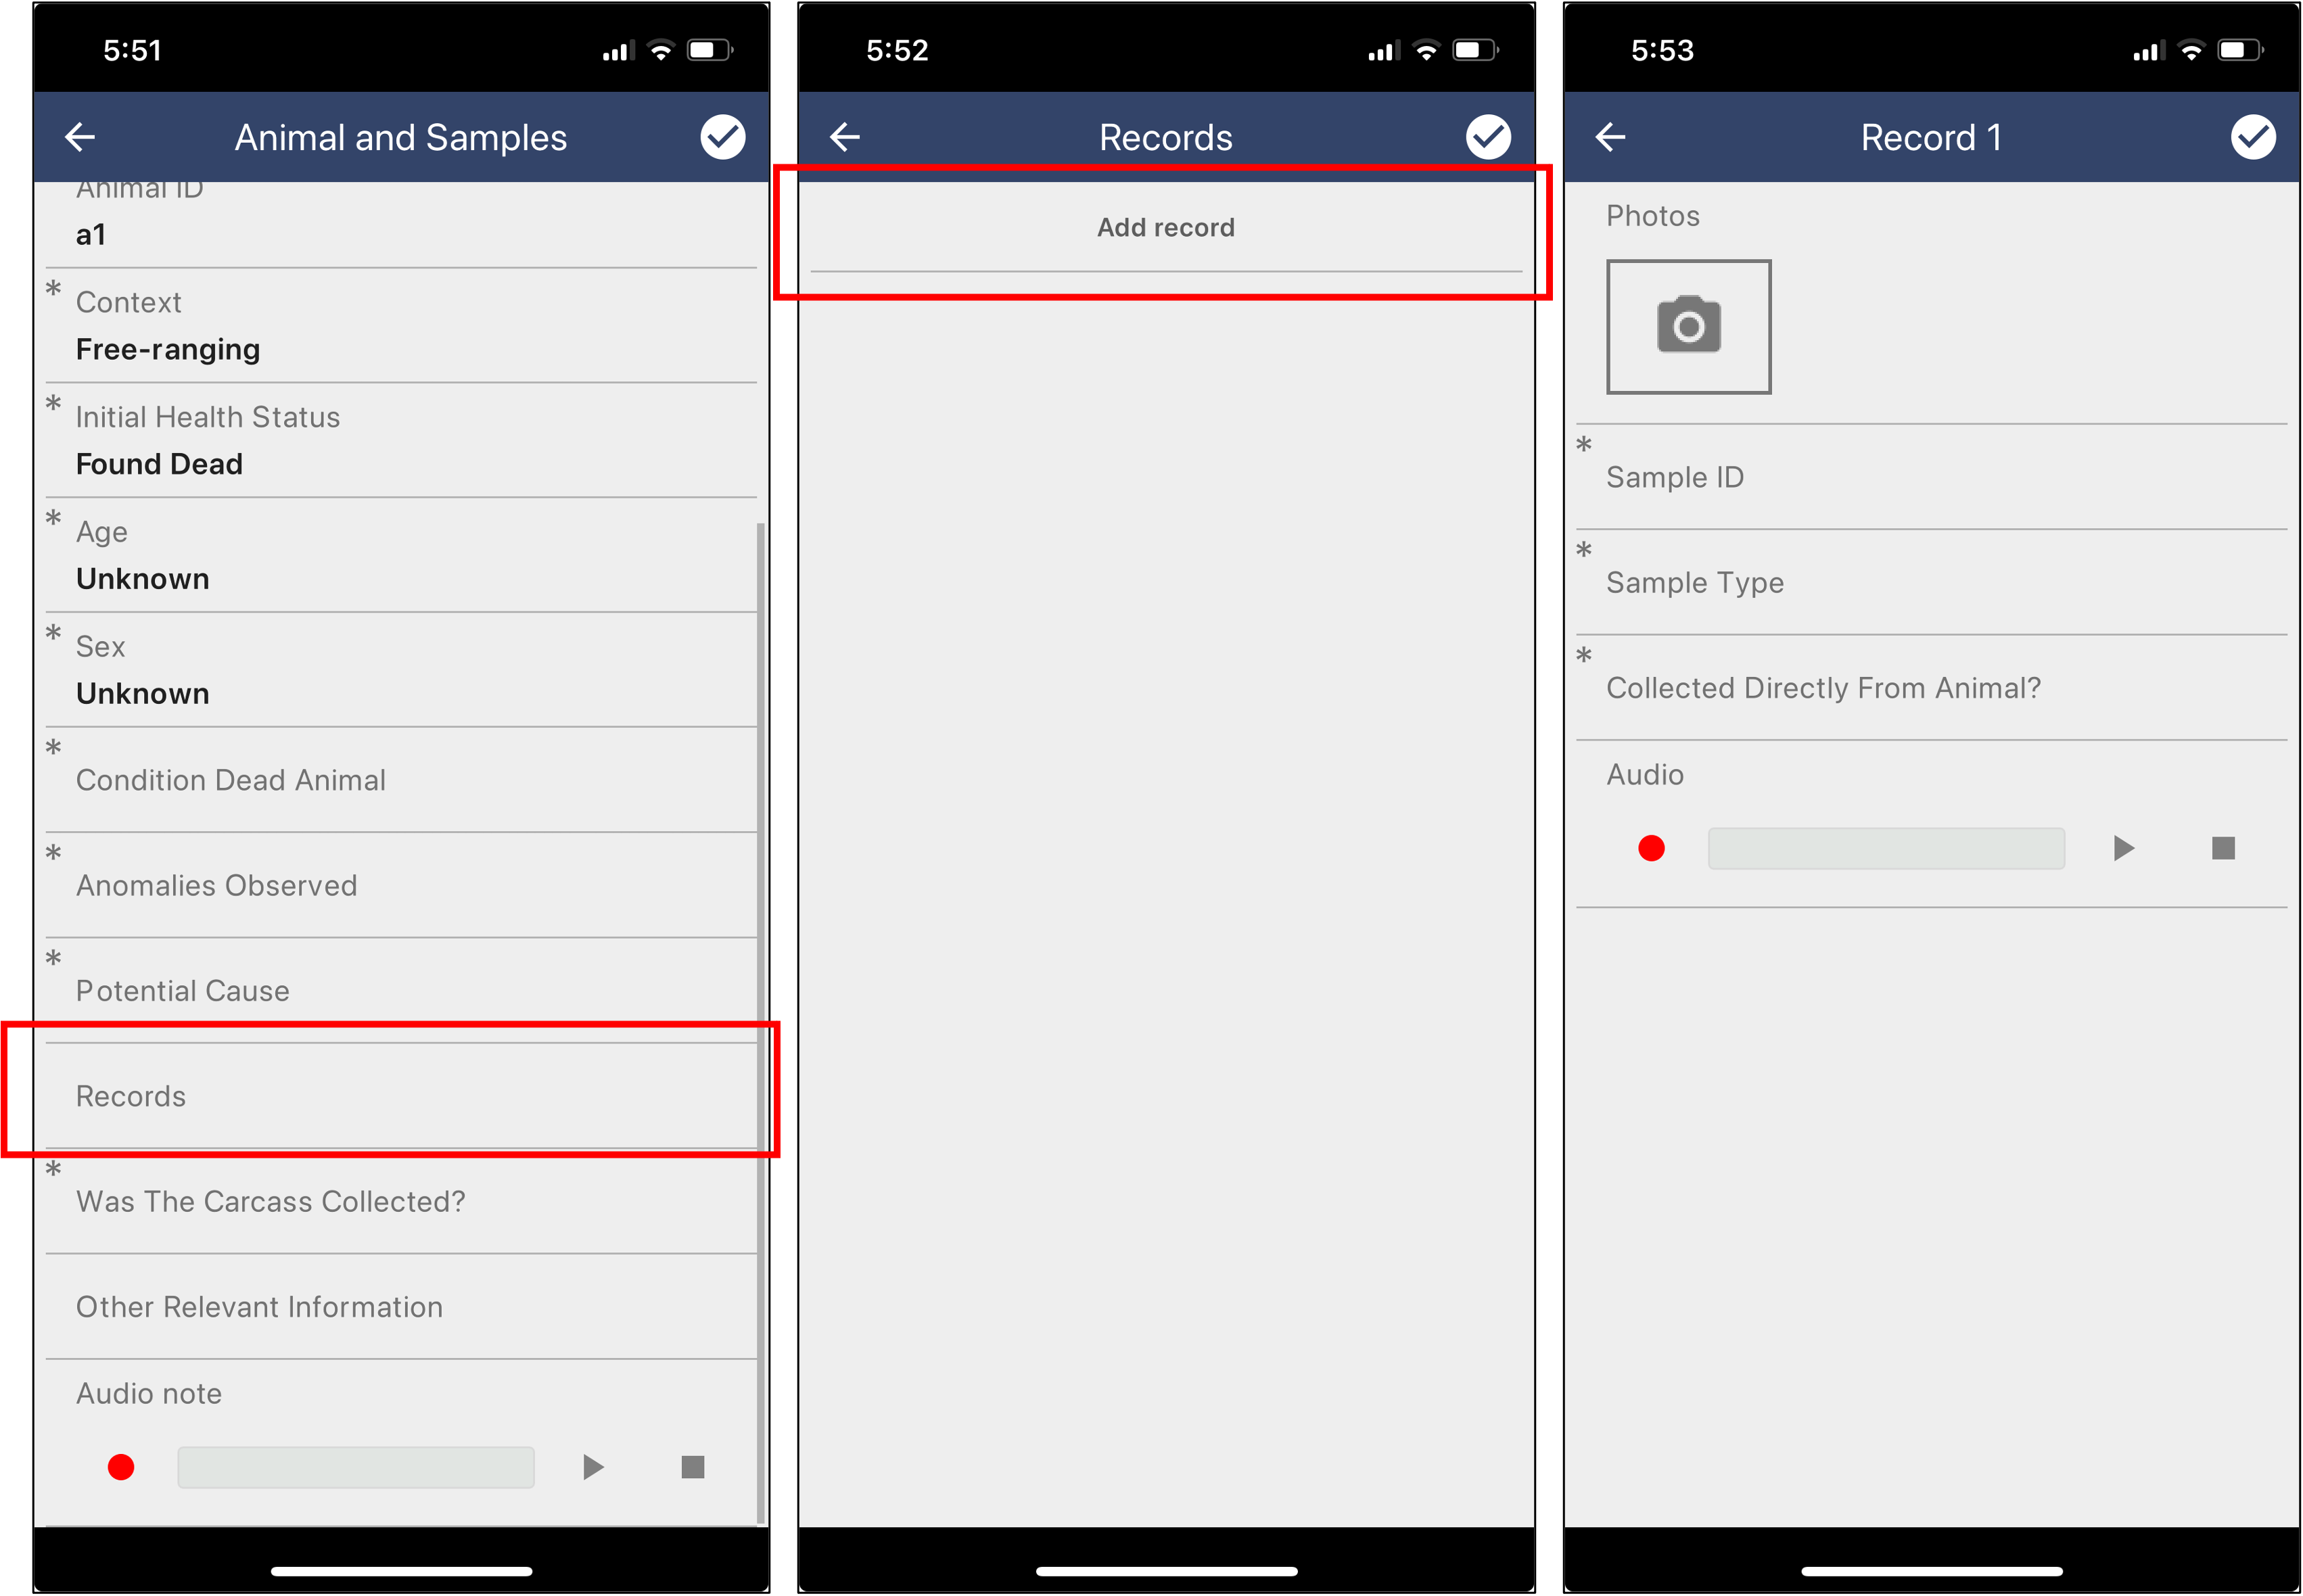 5:51
Animal and Samples
Animal ID
a1
* Context
Free-ranging
* Initial Health Status
Found Dead
* Age
Unknown
* Sex
Unknown
* Condition Dead Animal
* Anomalies Observed
* Potential Cause
Records
* Was The Carcass Collected?
Other Relevant Information
Audio note
5:52
Records
Add record
5:53
Record 1
Photos
* Sample ID
* Sample Type
* Collected Directly From Animal?
Audio